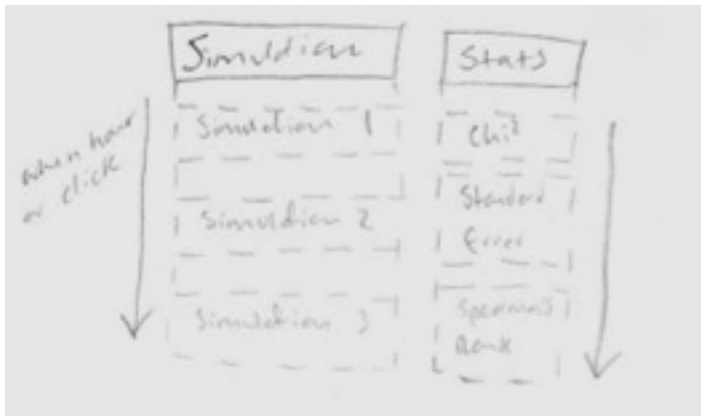 Simulation
Stats
when hover
or click
Simulation 1
Simulation 2
Simulation 3
Chi²
Standard
Error
Spearmans
Rank